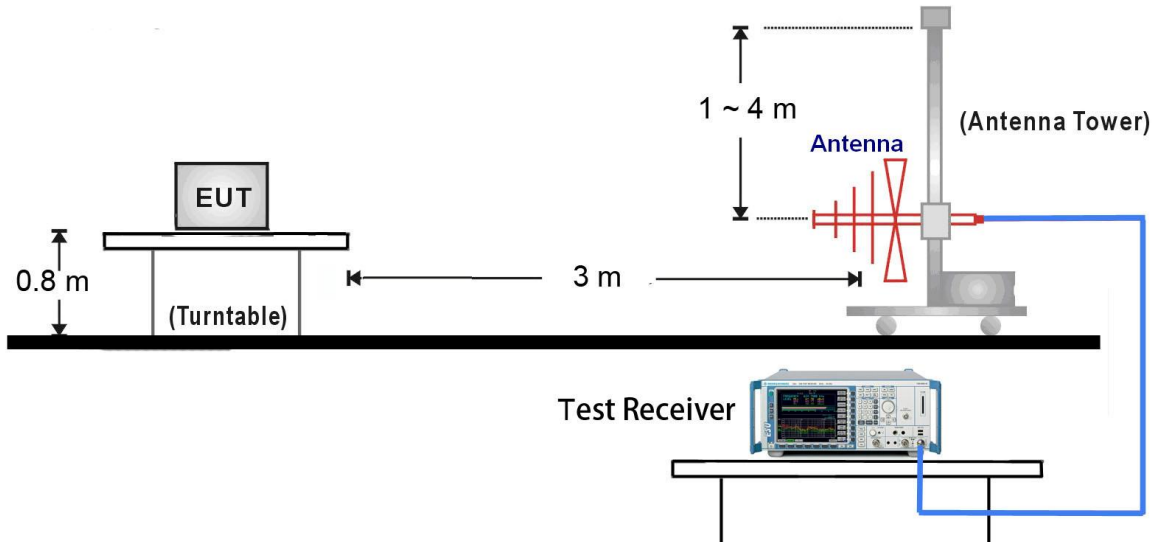 1 ~ 4 m
(Antenna Tower)
Antenna
EUT
0.8 m
3 m
(Turntable)
Test Receiver